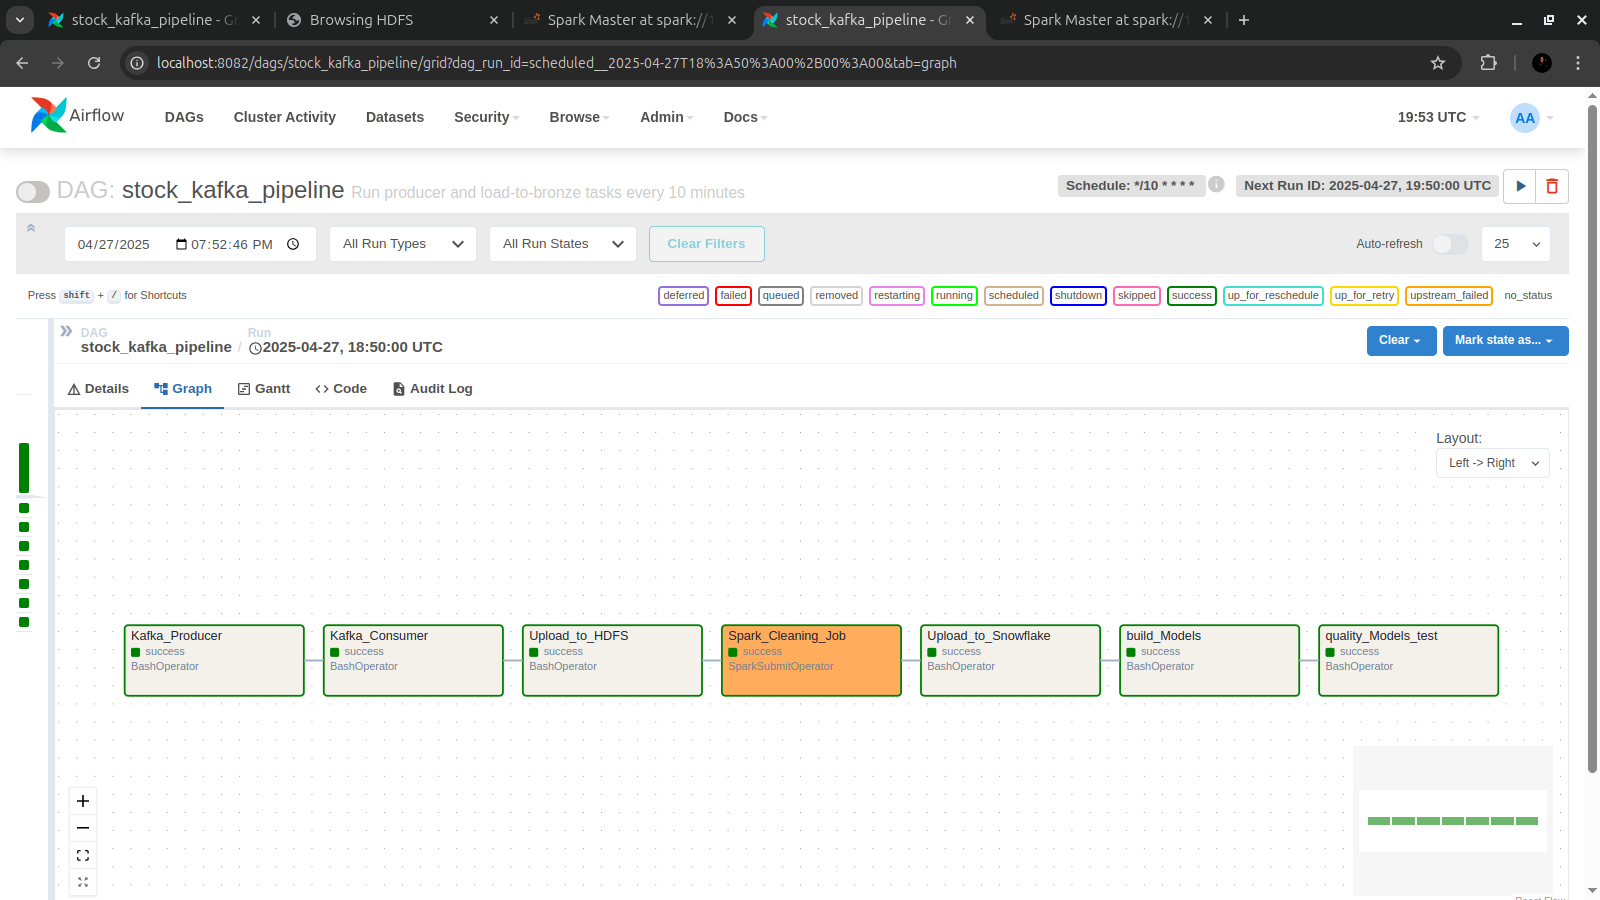 stock_kafka_pipeline - G
Browsing HDFS
Spark Master at spark://
stock_kafka_pipeline - G
Spark Master at spark://
localhost:8082/dags/stock_kafka_pipeline/grid?dag_run_id=scheduled__2025-04-27T18%3A50%3A00%2B00%3A00&tab=graph
Airflow
DAGs
Cluster Activity
Datasets
Security
Browse
Admin
Docs
19:53 UTC
AA
DAG: stock_kafka_pipeline Run producer and load-to-bronze tasks every 10 minutes
Schedule: */10 * * * *
Next Run ID: 2025-04-27, 19:50:00 UTC
04/27/2025 07:52:46 PM
All Run Types
All Run States
Clear Filters
Auto-refresh
25
Press shift + / for Shortcuts
deferred
failed
queued
removed
restarting
running
scheduled
shutdown
skipped
success
up_for_reschedule
up_for_retry
upstream_failed
no_status
DAG
stock_kafka_pipeline /
Run
2025-04-27, 18:50:00 UTC
Clear
Mark state as...
Details
Graph
Gantt
Code
Audit Log
Layout:
Left -> Right
Kafka_Producer
success
BashOperator
Kafka_Consumer
success
BashOperator
Upload_to_HDFS
success
BashOperator
Spark_Cleaning_Job
success
SparkSubmitOperator
Upload_to_Snowflake
success
BashOperator
build_Models
success
BashOperator
quality_Models_test
success
BashOperator